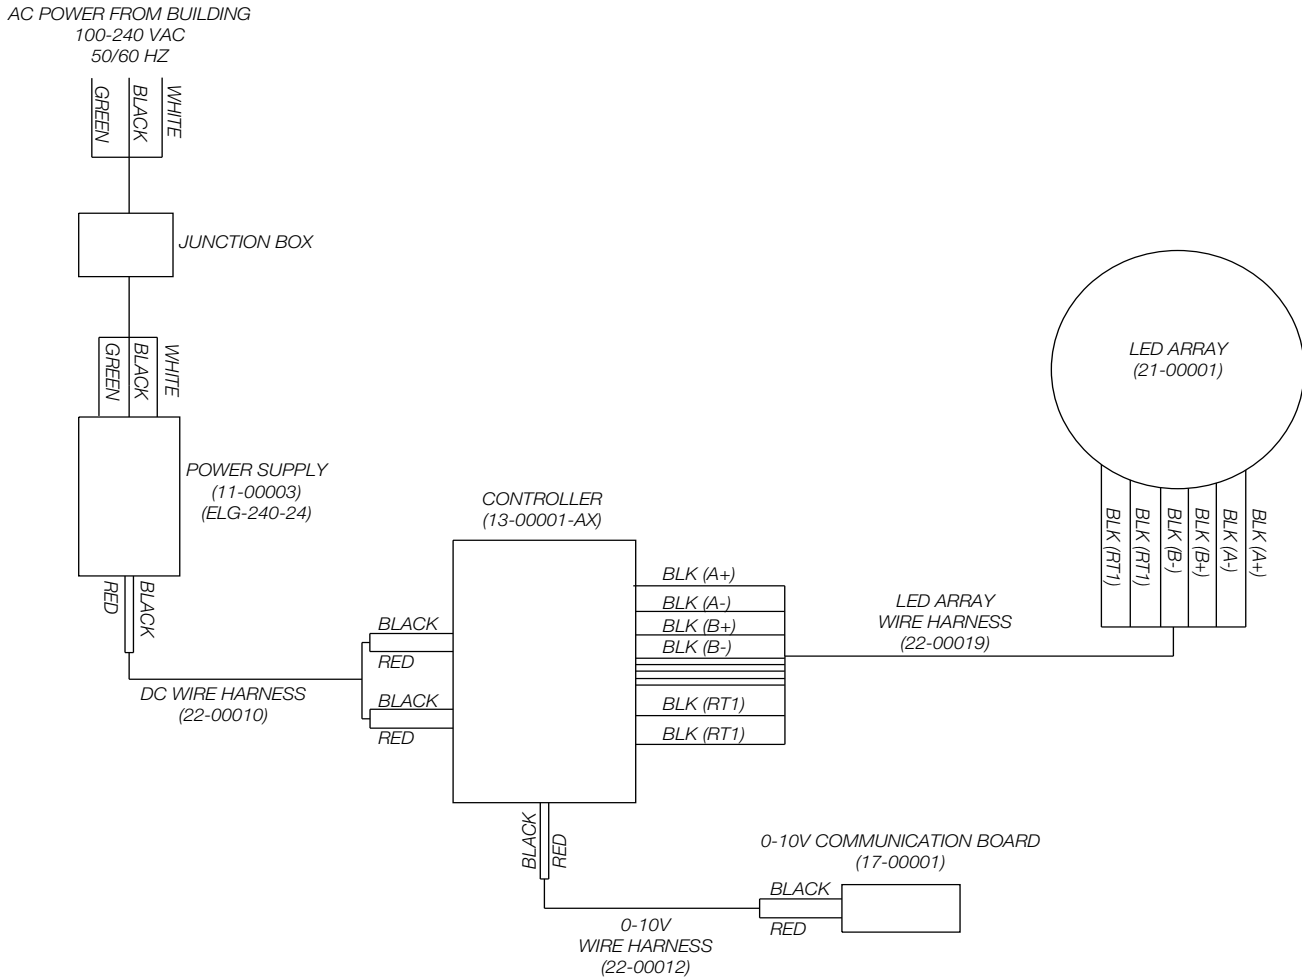 AC POWER FROM BUILDING
100-240 VAC
50/60 HZ
GREEN
BLACK
WHITE
JUNCTION BOX
GREEN
BLACK
WHITE
POWER SUPPLY
(11-00003)
(ELG-240-24)
RED
BLACK
DC WIRE HARNESS
(22-00010)
BLACK
RED
BLACK
RED
CONTROLLER
(13-00001-AX)
BLK (A+)
BLK (A-)
BLK (B+)
BLK (B-)
BLK (RT1)
BLK (RT1)
LED ARRAY
WIRE HARNESS
(22-00019)
LED ARRAY
(21-00001)
BLK (RT1)
BLK (RT1)
BLK (B-)
BLK (B+)
BLK (A-)
BLK (A+)
BLACK
RED
0-10V
WIRE HARNESS
(22-00012)
0-10V COMMUNICATION BOARD
(17-00001)
BLACK
RED